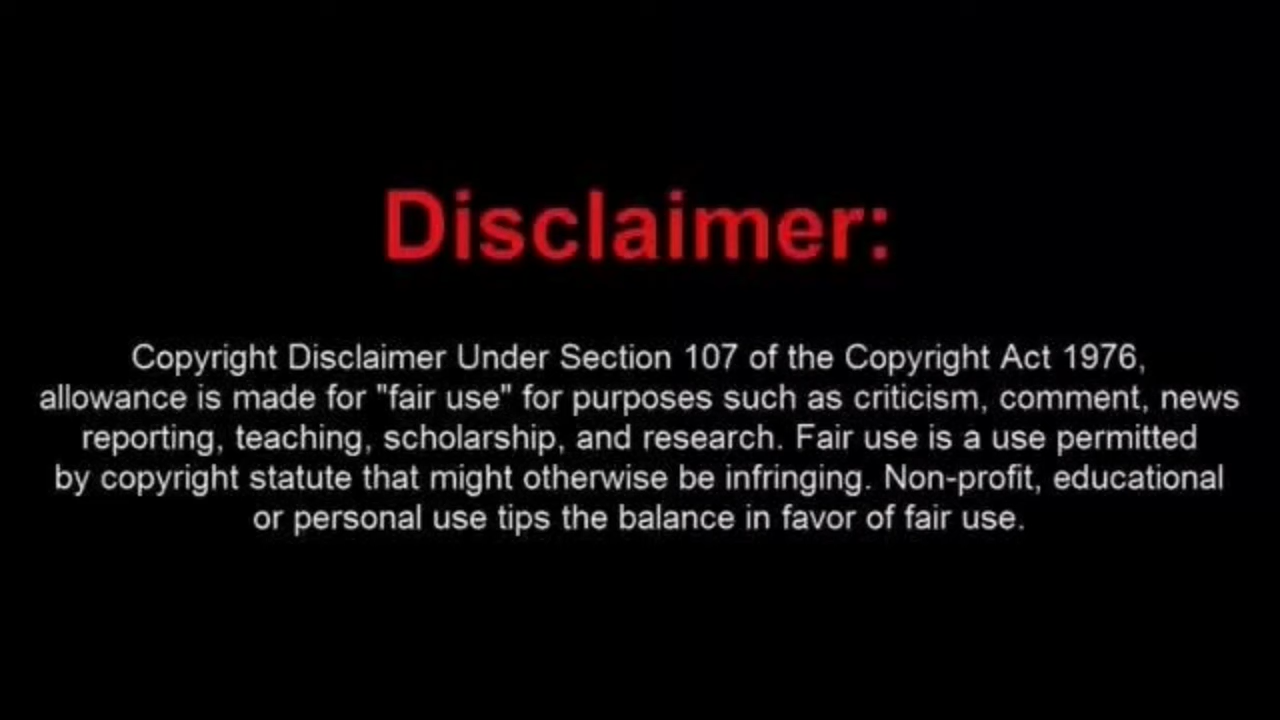 Disclaimer:
Copyright Disclaimer Under Section 107 of the Copyright Act 1976,
allowance is made for "fair use" for purposes such as criticism, comment, news
reporting, teaching, scholarship, and research. Fair use is a use permitted
by copyright statute that might otherwise be infringing. Non-profit, educational
or personal use tips the balance in favor of fair use.